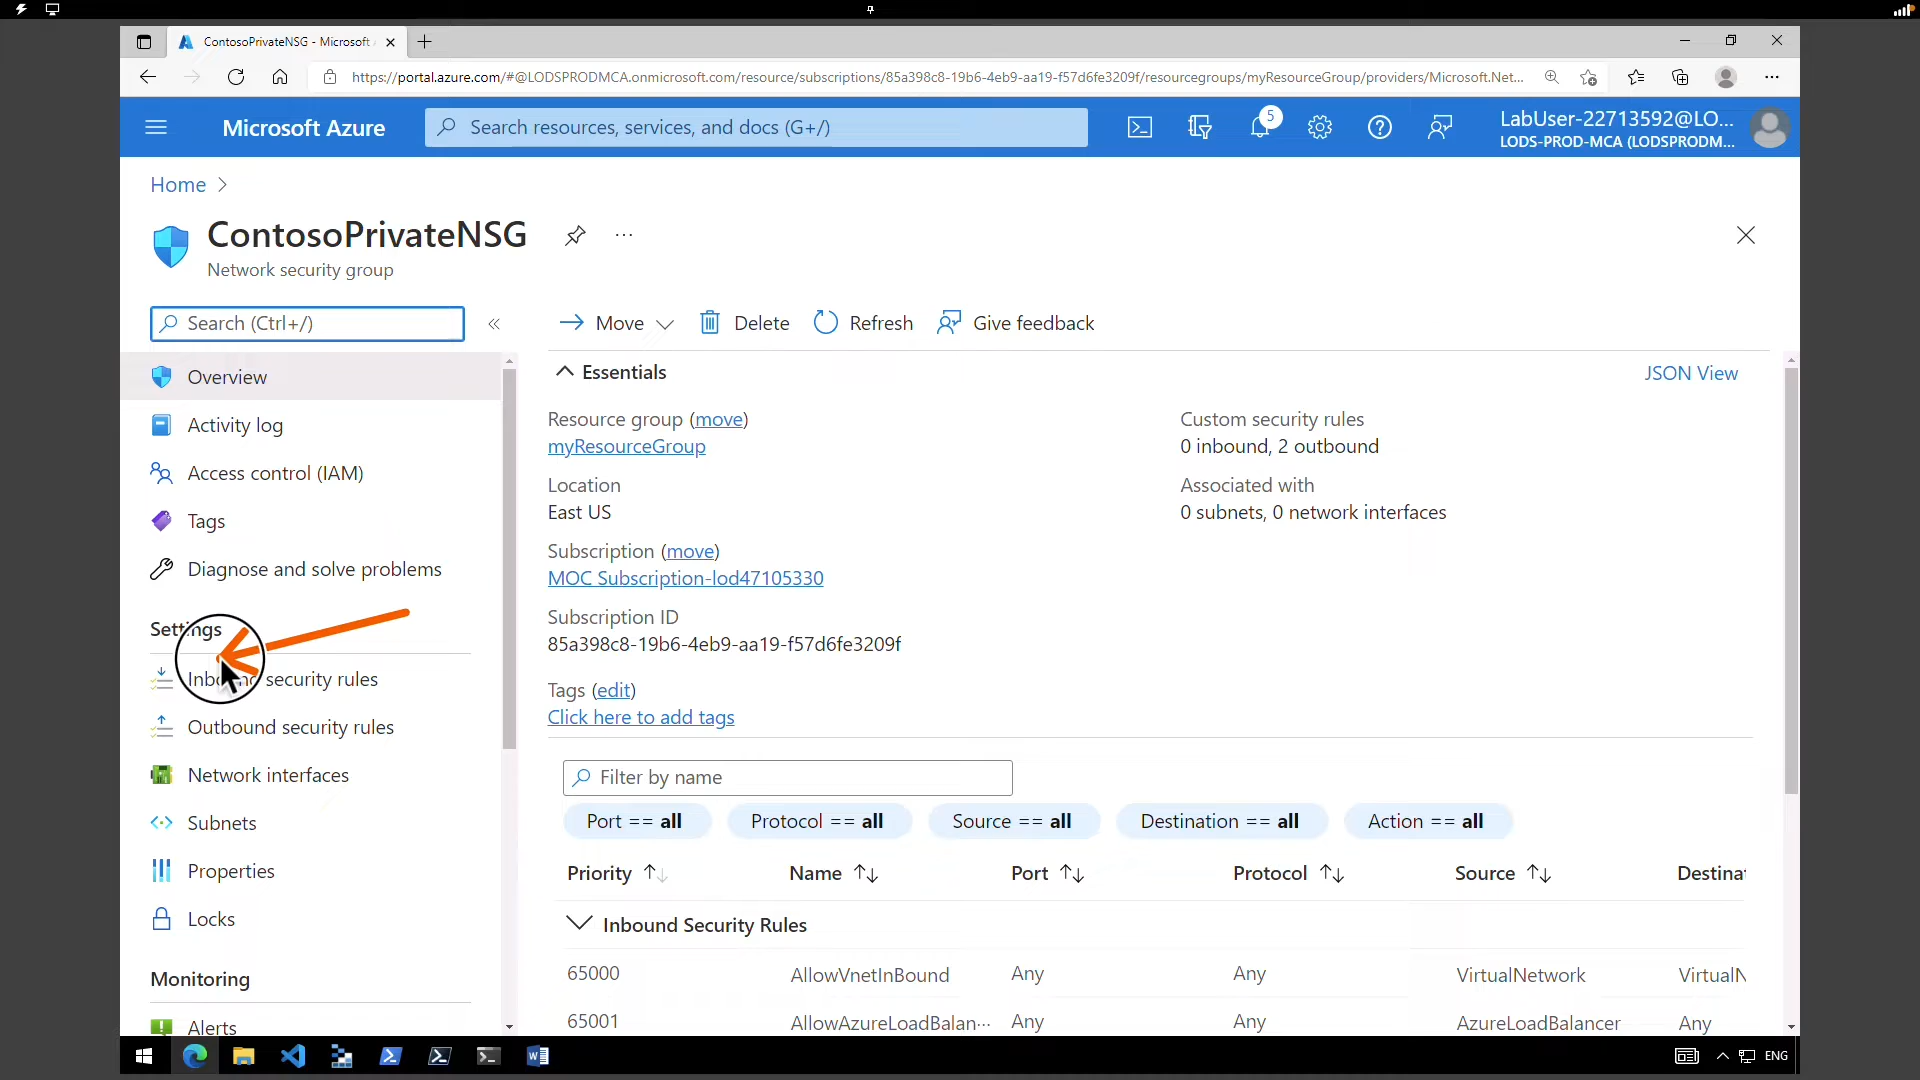 ContosoPrivateNSG - Microsoft
https://portal.azure.com/#@LODSPRODMCA.onmicrosoft.com/resource/subscriptions/85a398c8-19b6-4eb9-aa19-f57d6fe3209f/resourcegroups/myResourceGroup/providers/Microsoft.Net...
Microsoft Azure
Search resources, services, and docs (G+/)
5
LabUser-22713592@LO...
LODS-PROD-MCA (LODSPRODM...
Home
ContosoPrivateNSG
...
Network security group
Search (Ctrl+/)
«
Move
Delete
Refresh
Give feedback
Overview
Activity log
Access control (IAM)
Tags
Diagnose and solve problems
Settings
Inbound security rules
Outbound security rules
Network interfaces
Subnets
Properties
Locks
Monitoring
Alerts
Essentials
JSON View
Resource group (move)
myResourceGroup
Location
East US
Subscription (move)
MOC Subscription-lod47105330
Subscription ID
85a398c8-19b6-4eb9-aa19-f57d6fe3209f
Tags (edit)
Click here to add tags
Custom security rules
0 inbound, 2 outbound
Associated with
0 subnets, 0 network interfaces
Filter by name
Port == all
Protocol == all
Source == all
Destination == all
Action == all
Priority Name Port Protocol Source Destinat
Inbound Security Rules
65000 AllowVnetInBound Any Any VirtualNetwork VirtualN
65001 AllowAzureLoadBalan... Any Any AzureLoadBalancer Any
ENG